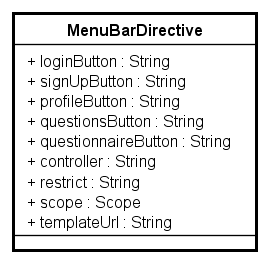 MenuBarDirective
+ loginButton : String
+ signUpButton : String
+ profileButton : String
+ questionsButton : String
+ questionnaireButton : String
+ controller : String
+ restrict : String
+ scope : Scope
+ templateUrl : String